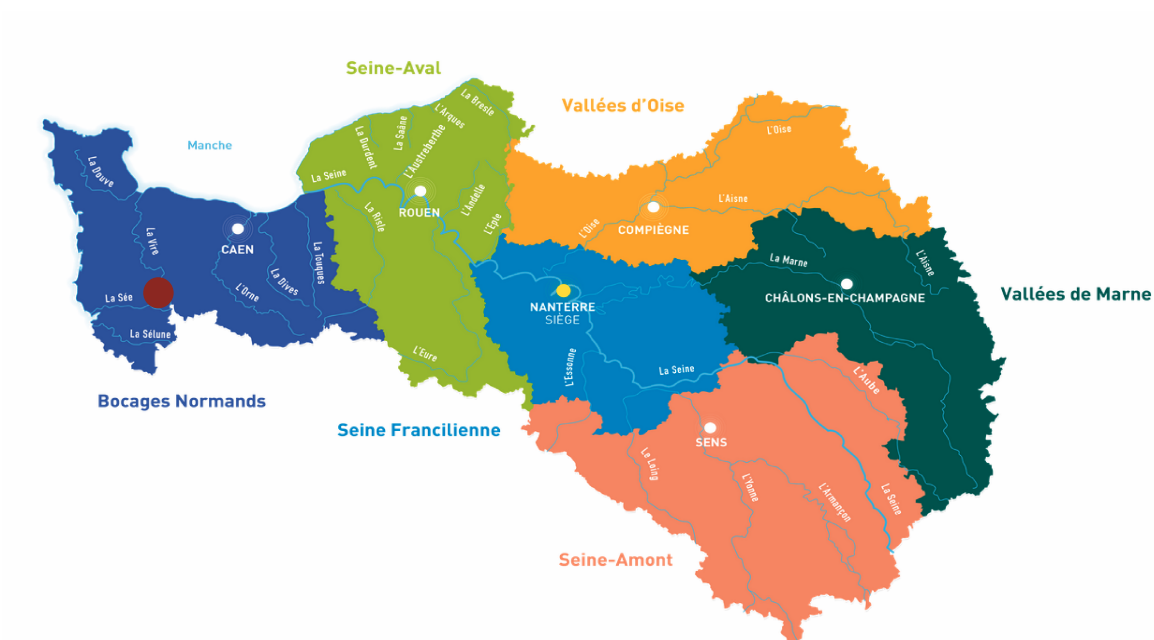 Seine-Aval
Vallées d'Oise
Manche
La Bresle
L'Arques
La Saâne
La Durdent
L'Austreberthe
La Seine
L'Oise
La Douve
ROUEN
L'Andelle
L'Epte
La Risle
L'Aisne
L'Oise
COMPIÈGNE
CAEN
La Vire
La Touques
La Dives
L'Orne
La Sée
La Sélune
L'Aisne
La Marne
CHÂLONS-EN-CHAMPAGNE
Vallées de Marne
NANTERRE
SIÈGE
L'Eure
L'Essonne
La Seine
L'Aube
Bocages Normands
Seine Francilienne
SENS
Le Loing
L'Yonne
L'Armançon
La Seine
Seine-Amont